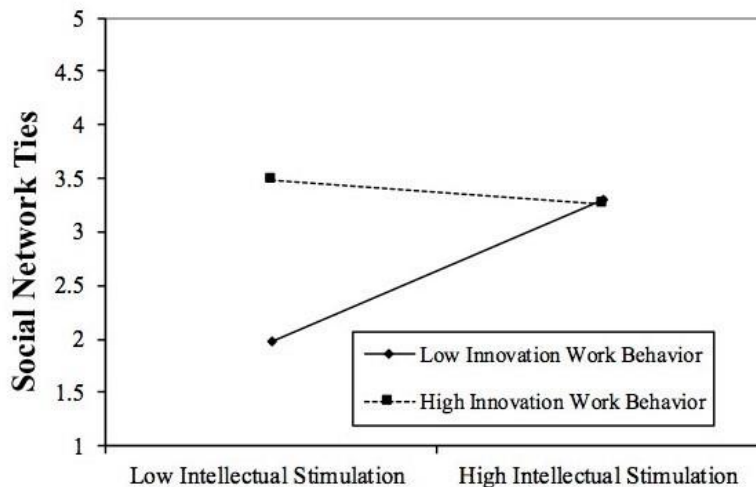 5
4.5
4
3.5
3
2.5
2
1.5
1
Social Network Ties
Low Innovation Work Behavior
High Innovation Work Behavior
Low Intellectual Stimulation
High Intellectual Stimulation